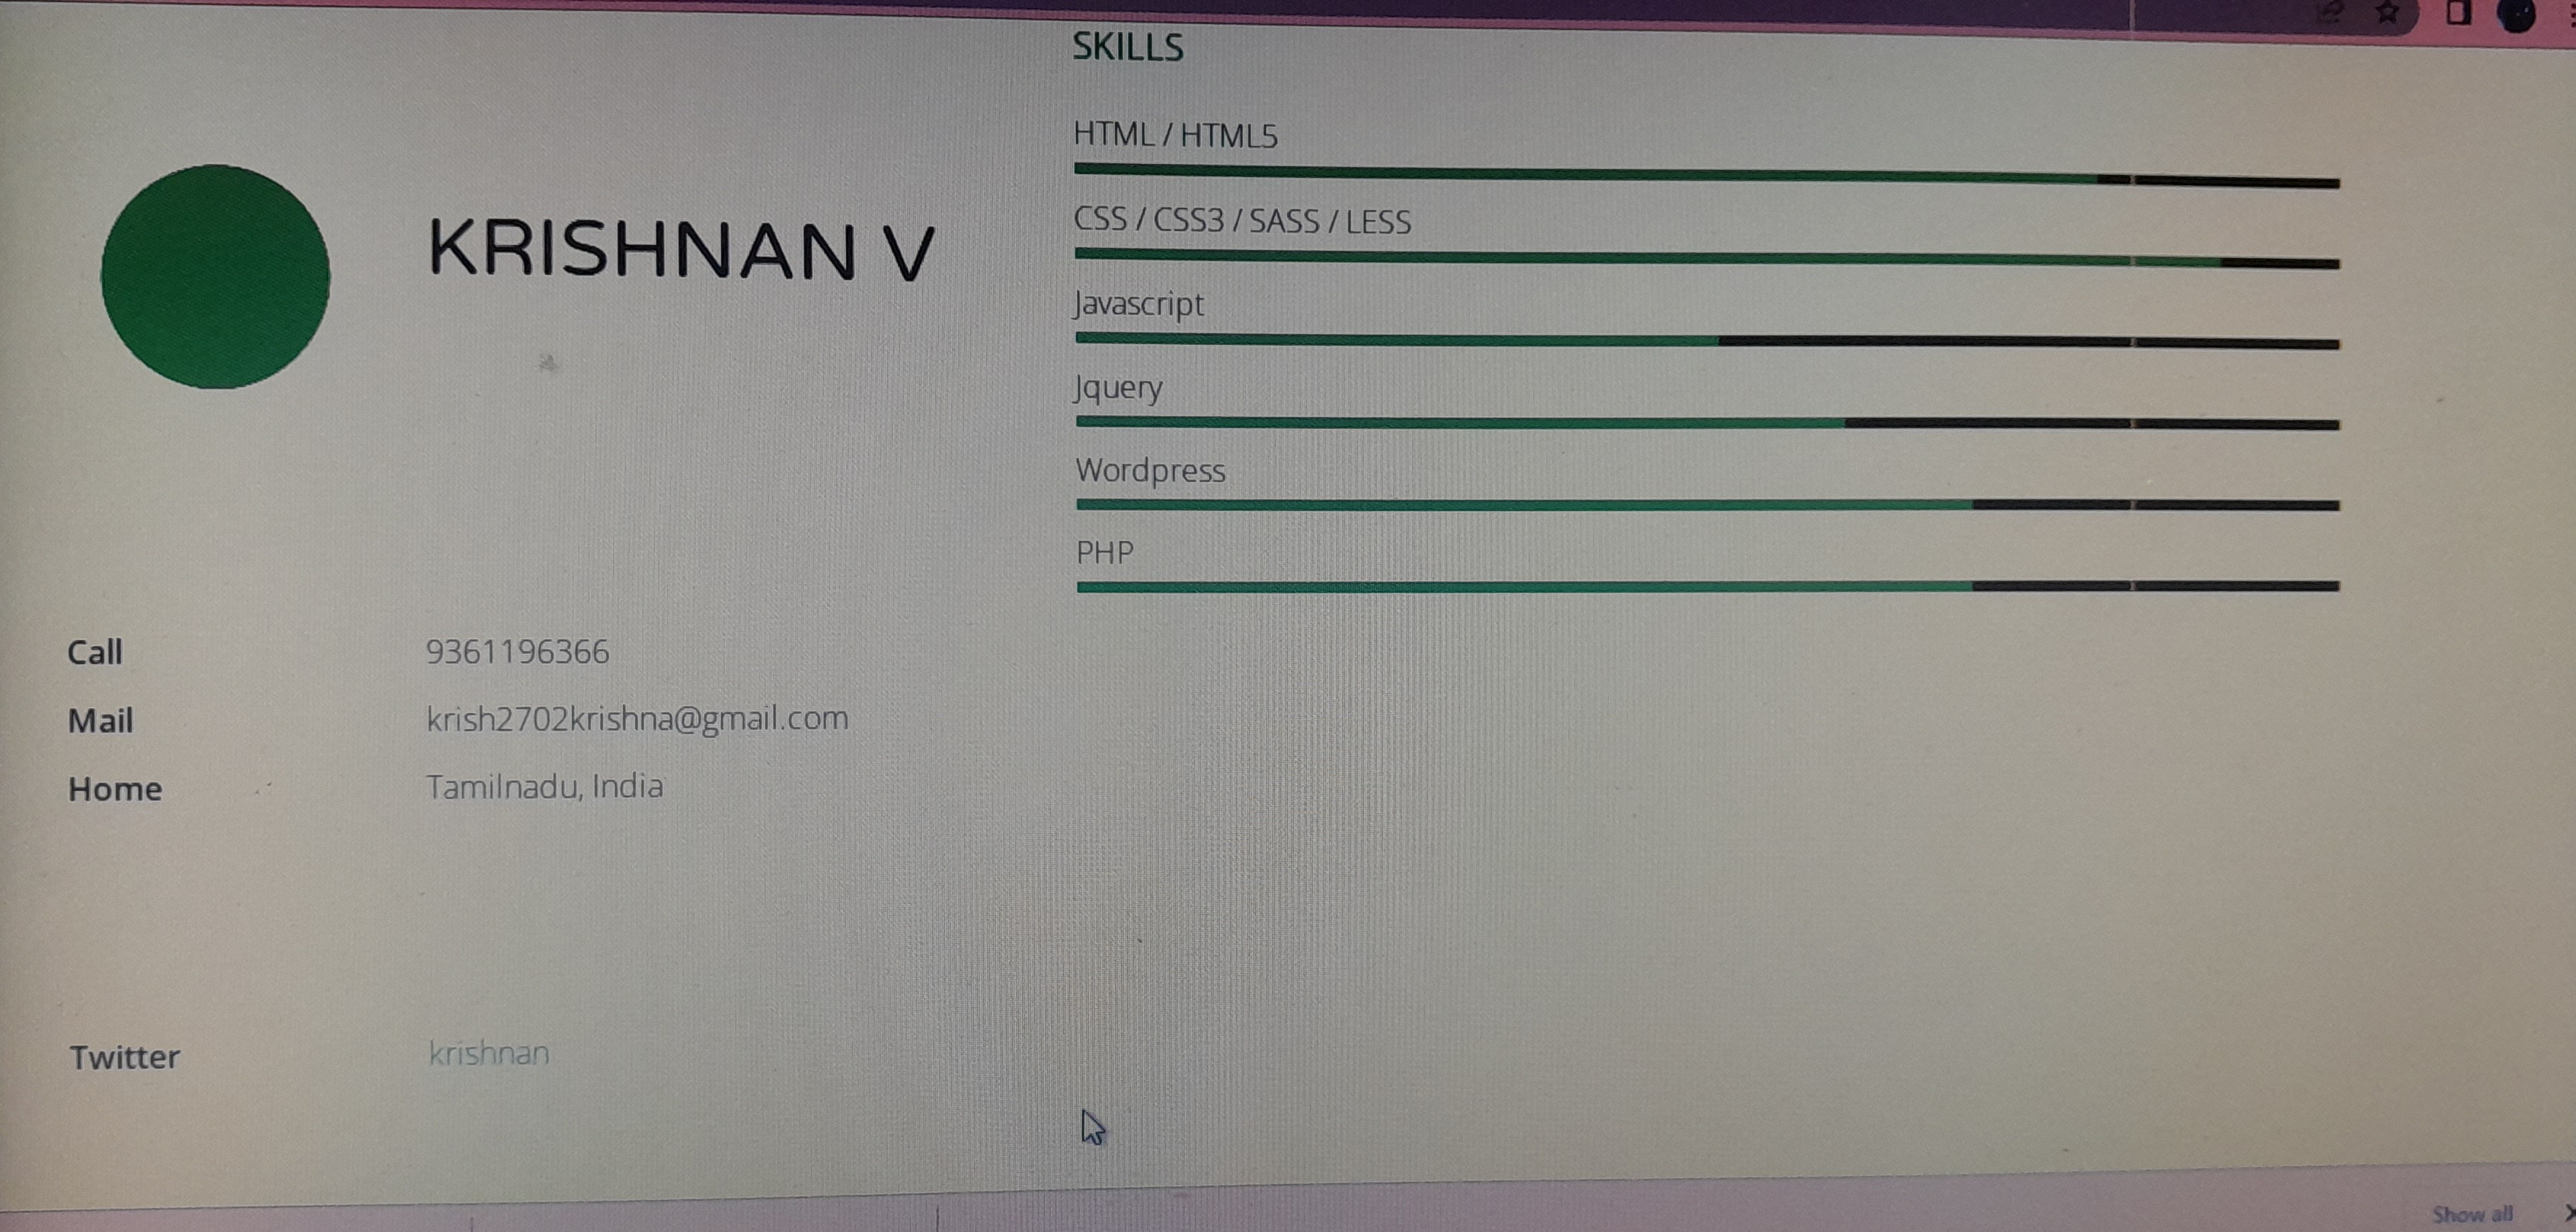 KRISHNAN V
Call 9361196366
Mail krish2702krishna@gmail.com
Home Tamilnadu, India
Twitter krishnan
SKILLS
HTML / HTML5
CSS / CSS3 / SASS / LESS
Javascript
Jquery
Wordpress
PHP
Show all